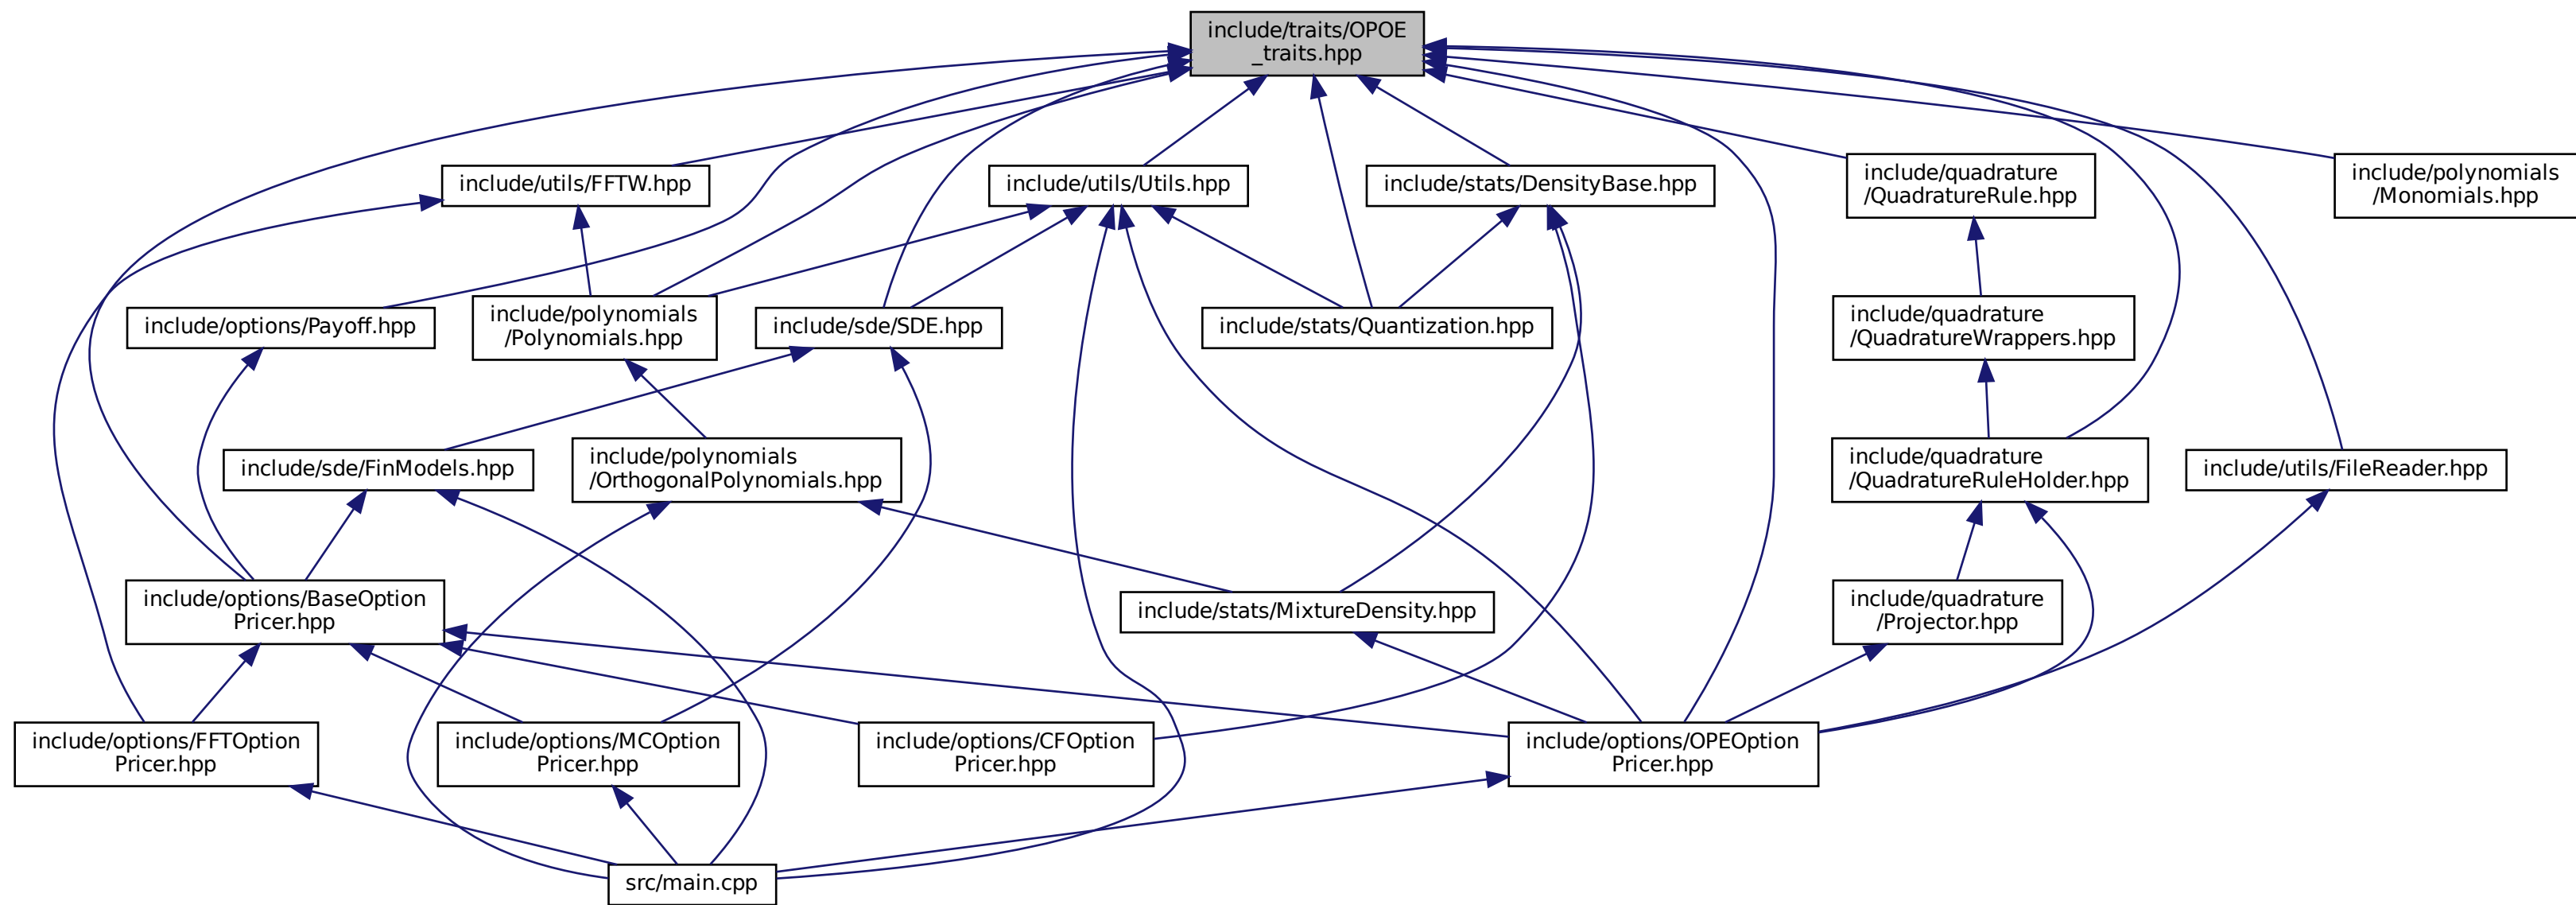 include/traits/OPOE
_traits.hpp
include/utils/FFTW.hpp
include/utils/Utils.hpp
include/stats/DensityBase.hpp
include/quadrature
/QuadratureRule.hpp
include/polynomials
/Monomials.hpp
include/options/Payoff.hpp
include/polynomials
/Polynomials.hpp
include/sde/SDE.hpp
include/stats/Quantization.hpp
include/quadrature
/QuadratureWrappers.hpp
include/sde/FinModels.hpp
include/polynomials
/OrthogonalPolynomials.hpp
include/quadrature
/QuadratureRuleHolder.hpp
include/utils/FileReader.hpp
include/options/BaseOption
Pricer.hpp
include/stats/MixtureDensity.hpp
include/quadrature
/Projector.hpp
include/options/FFTOption
Pricer.hpp
include/options/MCOption
Pricer.hpp
include/options/CFOption
Pricer.hpp
include/options/OPEOption
Pricer.hpp
src/main.cpp